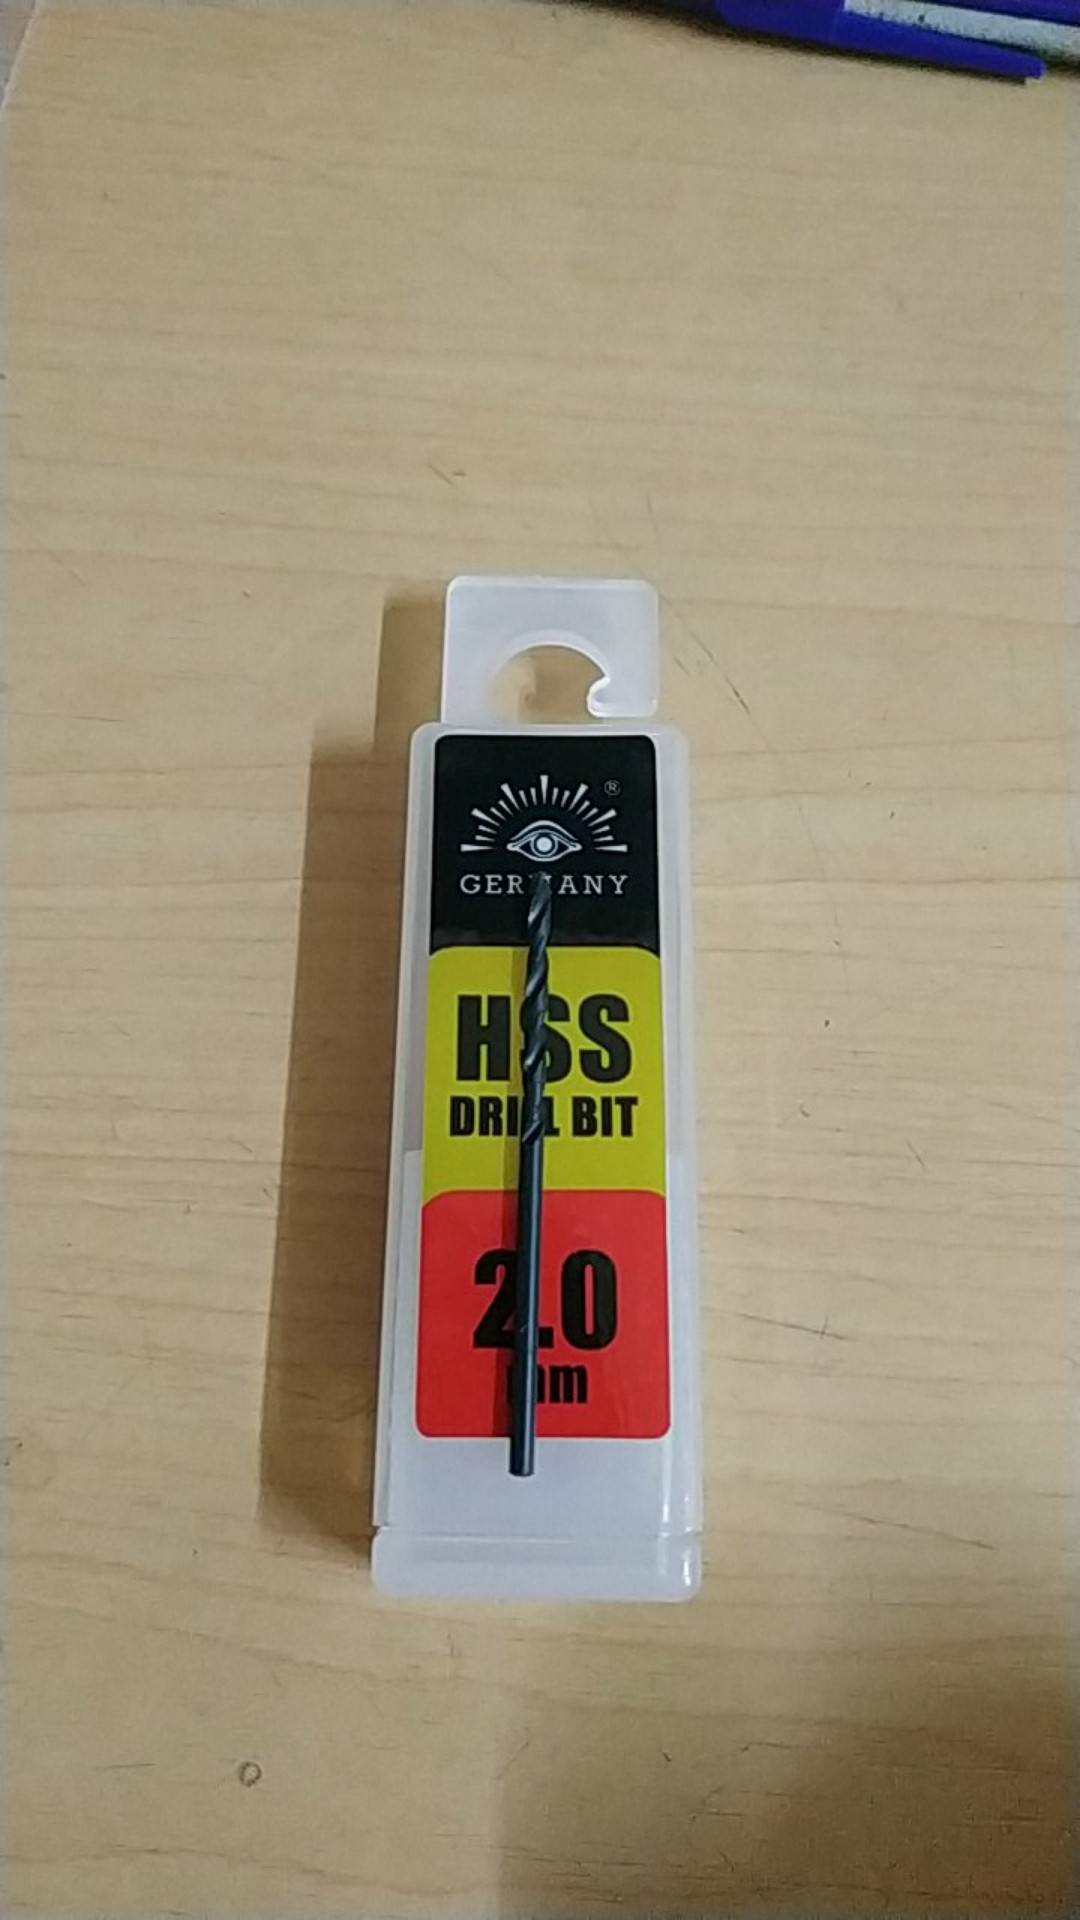 ®
GERMANY
HSS
DRILL BIT
2.0
mm